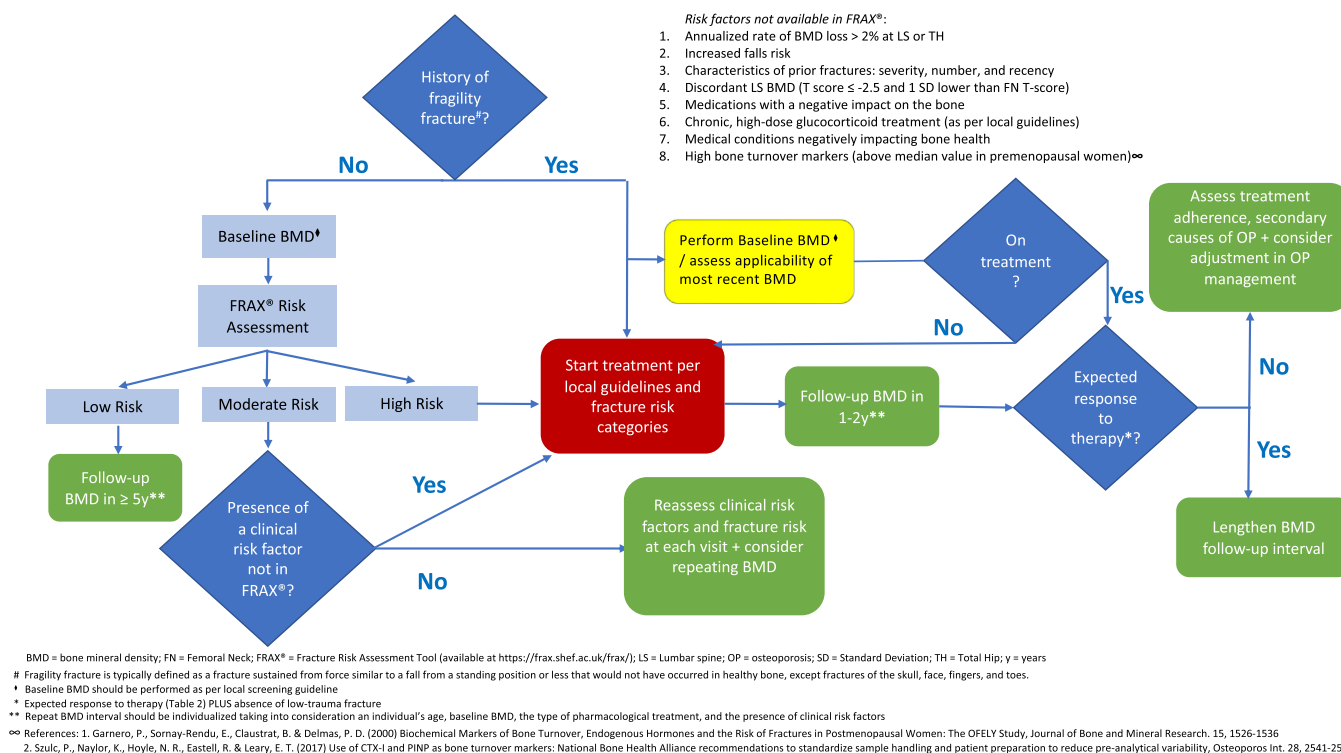 Risk factors not available in FRAX®:
1. Annualized rate of BMD loss > 2% at LS or TH
2. Increased falls risk
3. Characteristics of prior fractures: severity, number, and recency
4. Discordant LS BMD (T score ≤ -2.5 and 1 SD lower than FN T-score)
5. Medications with a negative impact on the bone
6. Chronic, high-dose glucocorticoid treatment (as per local guidelines)
7. Medical conditions negatively impacting bone health
8. High bone turnover markers (above median value in premenopausal women)∞
History of
fragility
fracture#?
No
Yes
Baseline BMD⬧
FRAX® Risk
Assessment
Low Risk
Moderate Risk
High Risk
Follow-up
BMD in ≥ 5y**
Presence of
a clinical
risk factor
not in
FRAX®?
Yes
No
Perform Baseline BMD ⬧
/ assess applicability of
most recent BMD
On
treatment
?
No
Yes
Start treatment per
local guidelines and
fracture risk
categories
Follow-up BMD in
1-2y**
Reassess clinical risk
factors and fracture risk
at each visit + consider
repeating BMD
Expected
response
to
therapy*?
Assess treatment
adherence, secondary
causes of OP + consider
adjustment in OP
management
No
Yes
Lengthen BMD
follow-up interval
BMD = bone mineral density; FN = Femoral Neck; FRAX® = Fracture Risk Assessment Tool (available at https://frax.shef.ac.uk/frax/); LS = Lumbar spine; OP = osteoporosis; SD = Standard Deviation; TH = Total Hip; y = years
# Fragility fracture is typically defined as a fracture sustained from force similar to a fall from a standing position or less that would not have occurred in healthy bone, except fractures of the skull, face, fingers, and toes.
⬧ Baseline BMD should be performed as per local screening guideline
* Expected response to therapy (Table 2) PLUS absence of low-trauma fracture
** Repeat BMD interval should be individualized taking into consideration an individual's age, baseline BMD, the type of pharmacological treatment, and the presence of clinical risk factors
∞ References: 1. Garnero, P., Sornay-Rendu, E., Claustrat, B. & Delmas, P. D. (2000) Biochemical Markers of Bone Turnover, Endogenous Hormones and the Risk of Fractures in Postmenopausal Women: The OFELY Study, Journal of Bone and Mineral Research. 15, 1526-1536
2. Szulc, P., Naylor, K., Hoyle, N. R., Eastell, R. & Leary, E. T. (2017) Use of CTX-I and PINP as bone turnover markers: National Bone Health Alliance recommendations to standardize sample handling and patient preparation to reduce pre-analytical variability, Osteoporos Int. 28, 2541-2